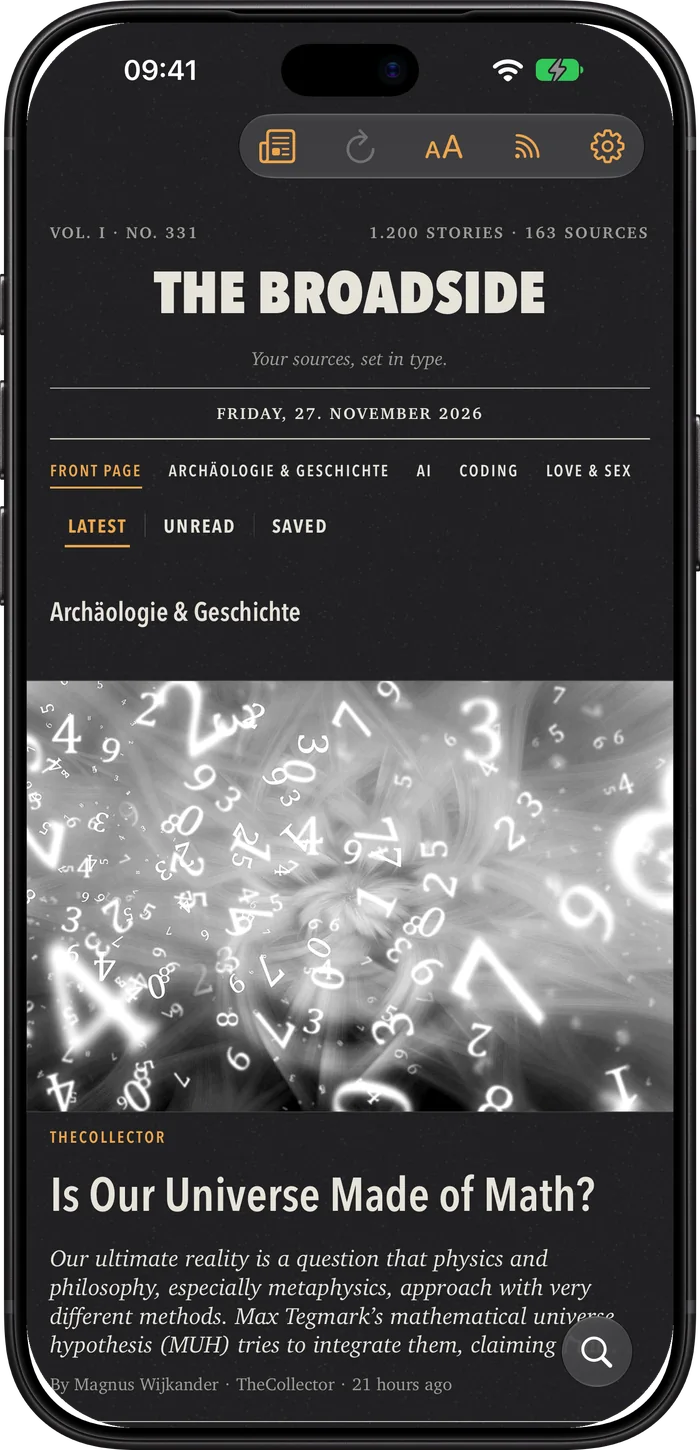 09:41
AA
VOL. I · NO. 331
1.200 STORIES · 163 SOURCES
THE BROADSIDE
Your sources, set in type.
FRIDAY, 27. NOVEMBER 2026
FRONT PAGE ARCHÄOLOGIE & GESCHICHTE AI CODING LOVE & SEX
LATEST UNREAD SAVED
Archäologie & Geschichte
THECOLLECTOR
Is Our Universe Made of Math?
Our ultimate reality is a question that physics and
philosophy, especially metaphysics, approach with very
different methods. Max Tegmark's mathematical universe
hypothesis (MUH) tries to integrate them, claiming
By Magnus Wijkander · TheCollector · 21 hours ago